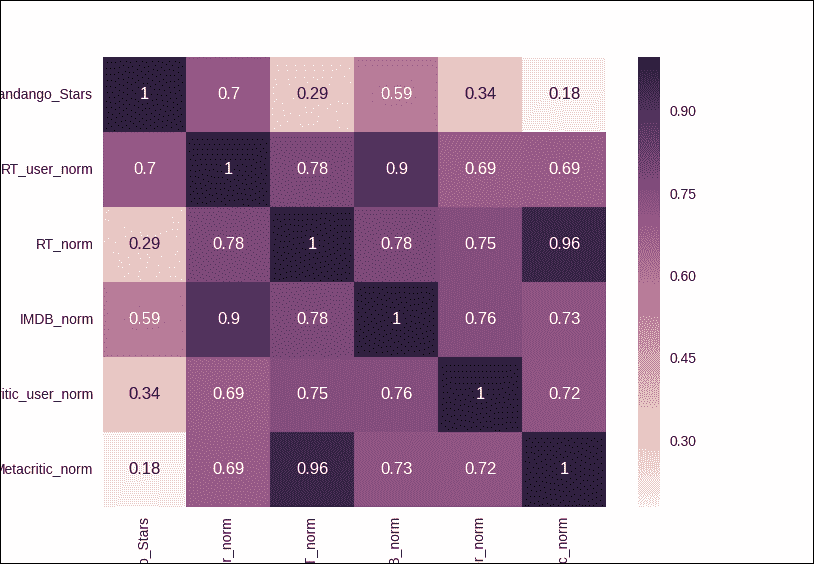 andango_Stars 1 0.7 0.29 0.59 0.34 0.18
RT_user_norm 0.7 1 0.78 0.9 0.69 0.69
RT_norm 0.29 0.78 1 0.78 0.75 0.96
IMDB_norm 0.59 0.9 0.78 1 0.76 0.73
itic_user_norm 0.34 0.69 0.75 0.76 1 0.72
Metacritic_norm 0.18 0.69 0.96 0.73 0.72 1
o_Stars r_norm T_norm B_norm r_norm c_norm
0.90
0.75
0.60
0.45
0.30